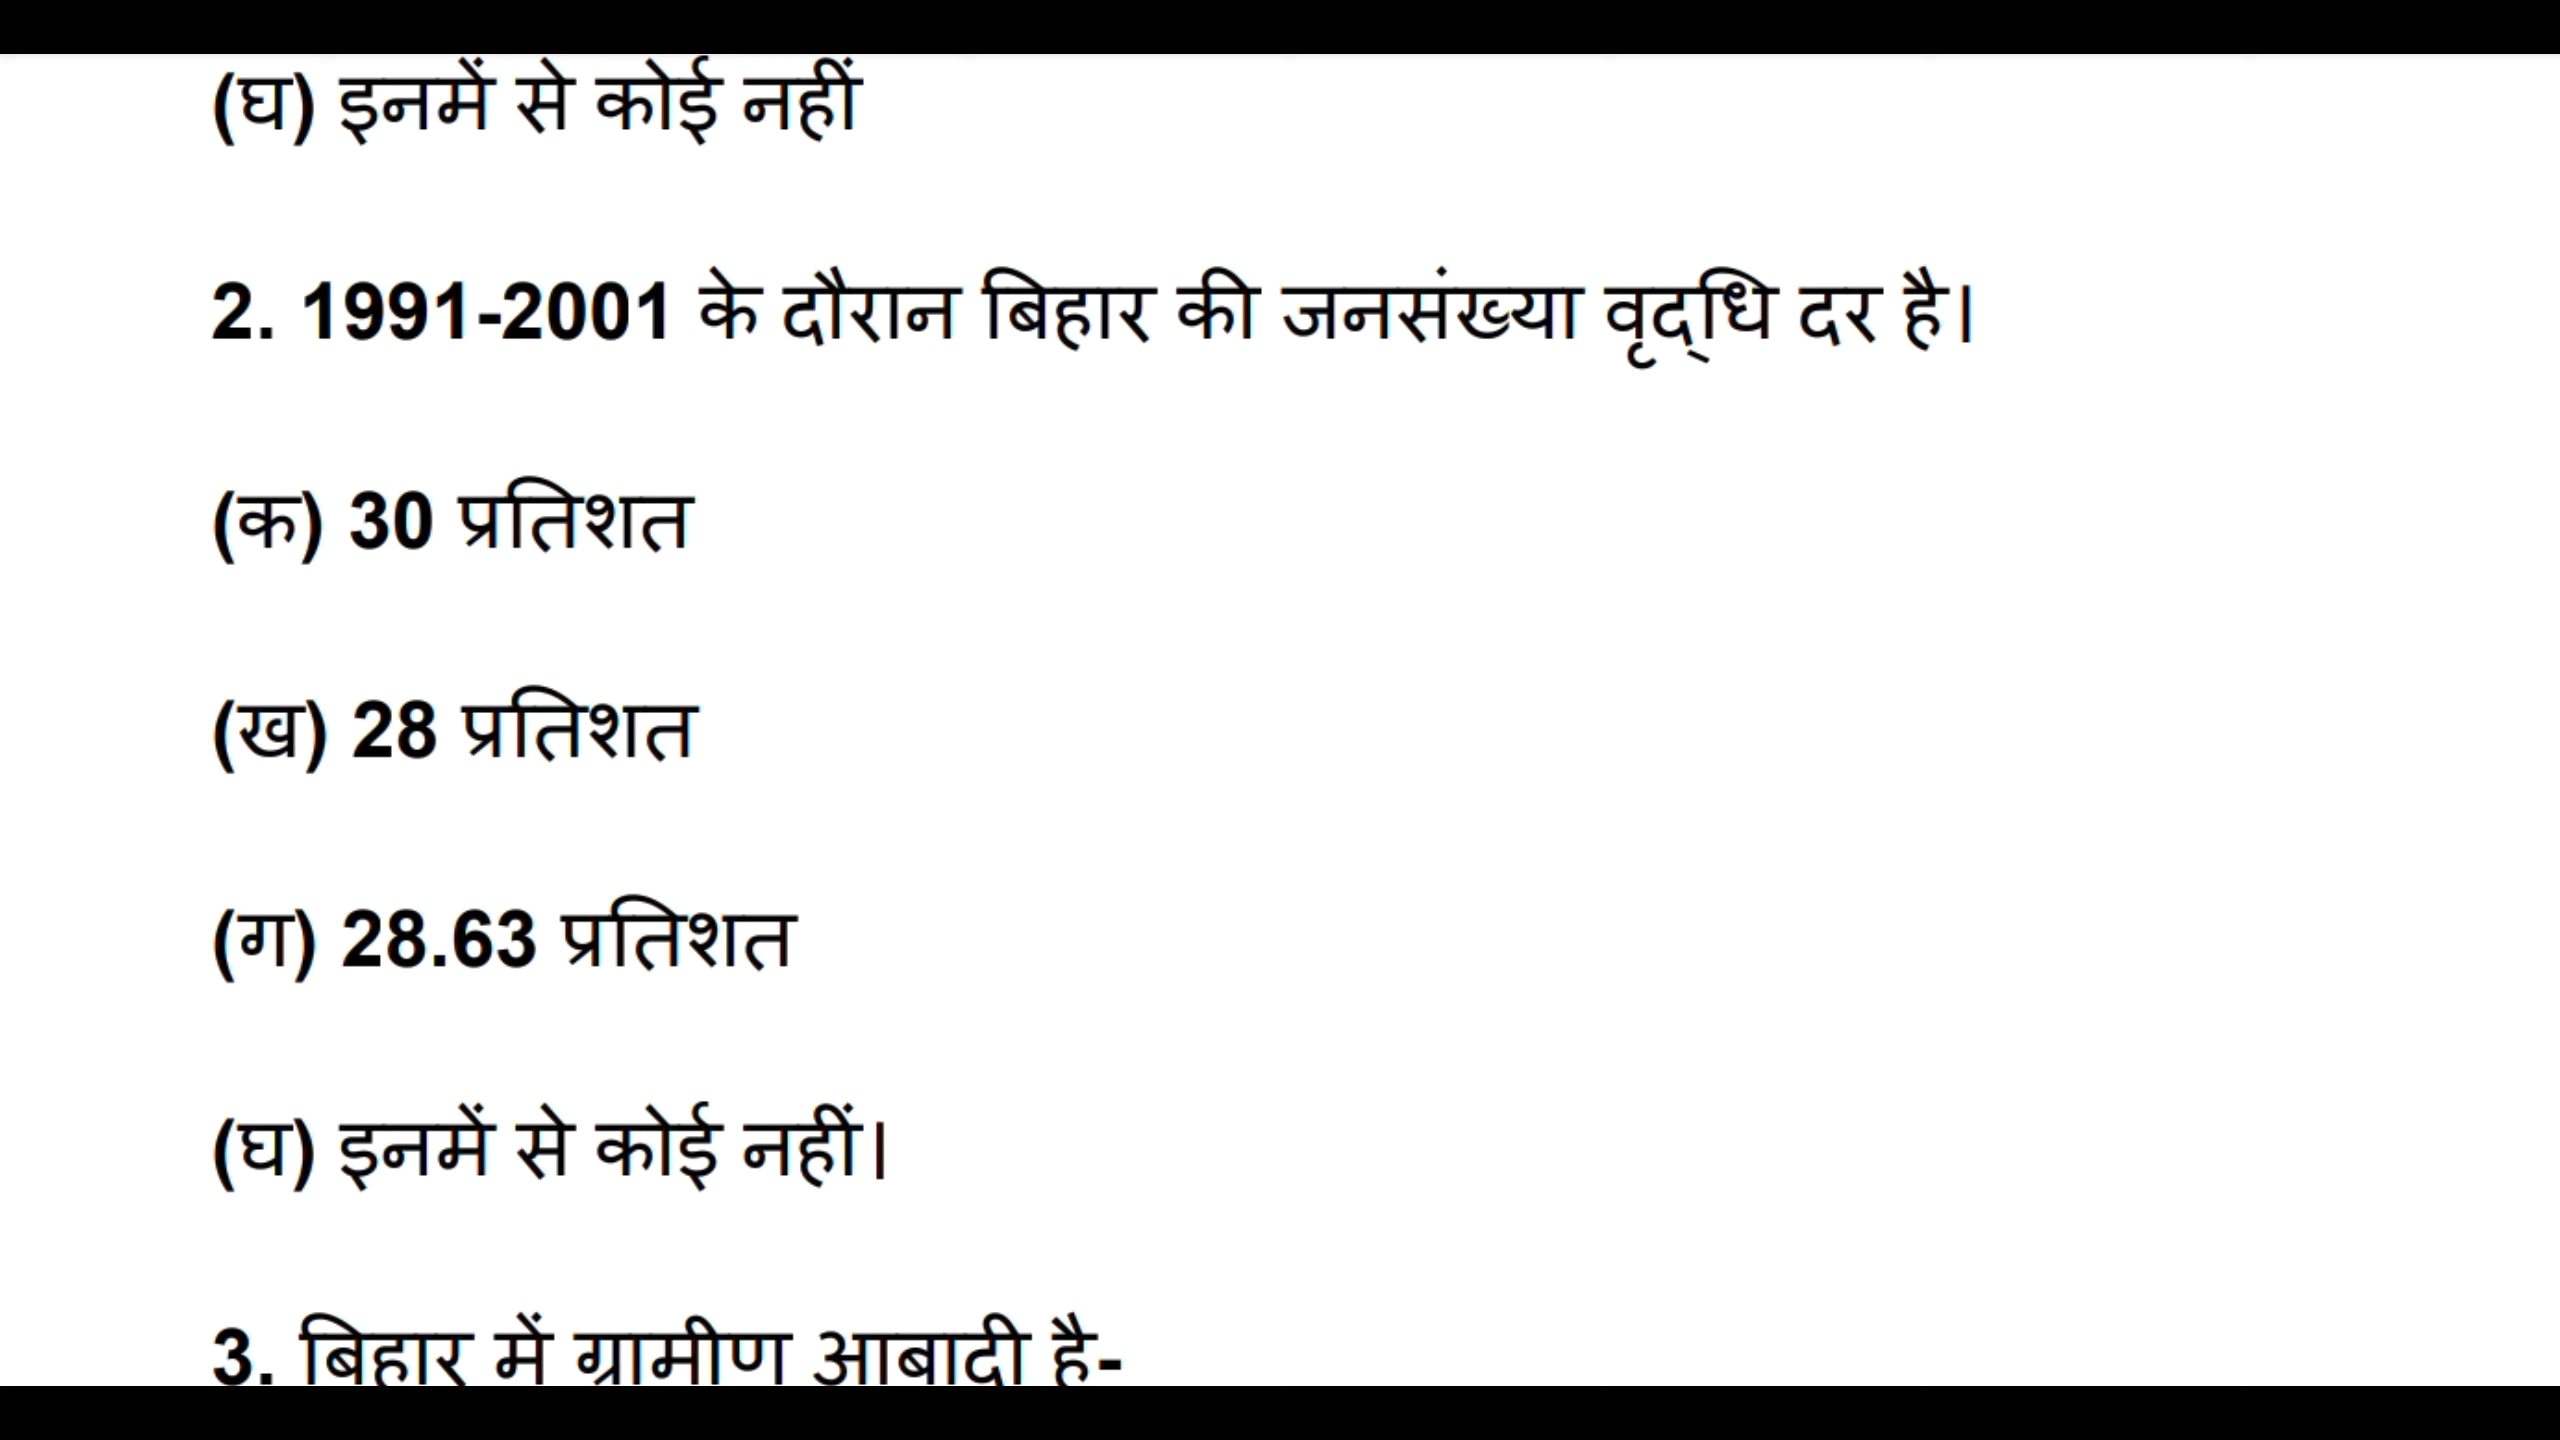 (घ) इनमें से कोई नहीं
2. 1991-2001 के दौरान बिहार की जनसंख्या वृद्‌धि दर है।
(क) 30 प्रतिशत
(ख) 28 प्रतिशत
(ग) 28.63 प्रतिशत
(घ) इनमें से कोई नहीं।
3. बिहार में ग्रामीण आबादी है-